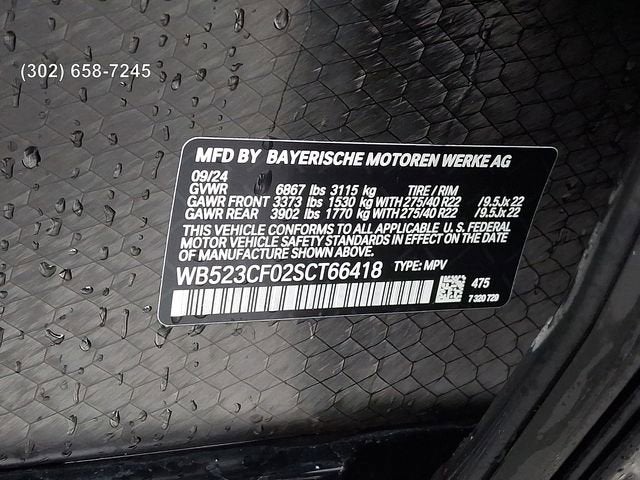 (302) 658-7245
MFD BY BAYERISCHE MOTOREN WERKE AG
09/24
GVWR 6867 lbs 3115 kg TIRE / RIM
GAWR FRONT 3373 lbs 1530 kg WITH 275/40 R22 /9.5Jx22
GAWR REAR 3902 lbs 1770 kg WITH 275/40 R22 /9.5Jx22
THIS VEHICLE CONFORMS TO ALL APPLICABLE U. S. FEDERAL
MOTOR VEHICLE SAFETY STANDARDS IN EFFECT ON THE DATE
OF MANUFACTURE SHOWN ABOVE.
WB523CF02SCT66418 TYPE: MPV
475
7 320 729